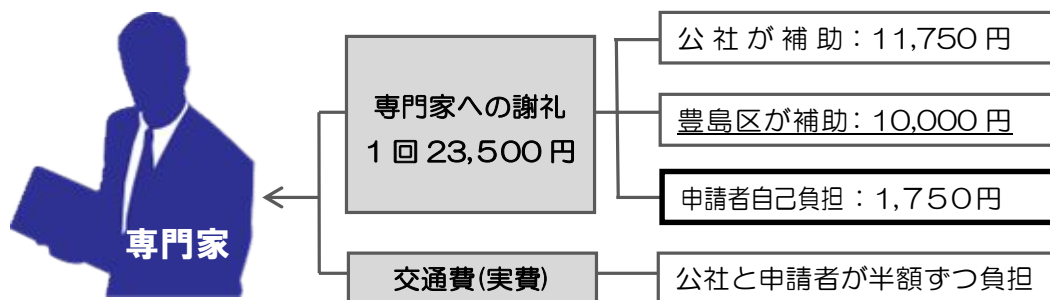 専門家
専門家への謝礼
1回23,500円
交通費(実費)
公社が補助：11,750円
豊島区が補助：10,000円
申請者自己負担：1,750円
公社と申請者が半額ずつ負担